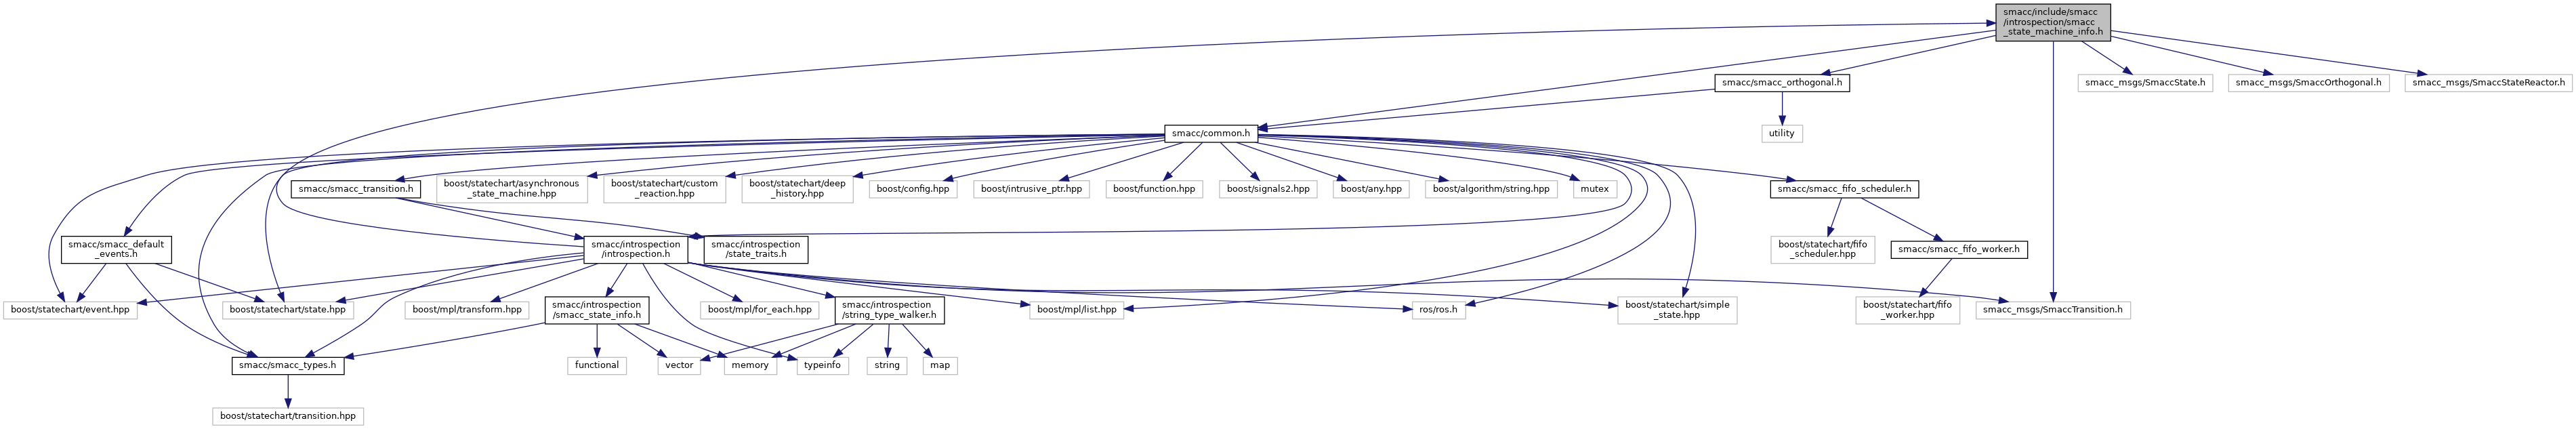 smacc/include/smacc
/introspection/smacc
_state_machine_info.h
smacc/smacc_orthogonal.h
smacc_msgs/SmaccState.h
smacc_msgs/SmaccOrthogonal.h
smacc_msgs/SmaccStateReactor.h
smacc/common.h
utility
smacc/smacc_transition.h
boost/statechart/asynchronous
_state_machine.hpp
boost/statechart/custom
_reaction.hpp
boost/statechart/deep
_history.hpp
boost/config.hpp
boost/intrusive_ptr.hpp
boost/function.hpp
boost/signals2.hpp
boost/any.hpp
boost/algorithm/string.hpp
mutex
smacc/smacc_fifo_scheduler.h
smacc/smacc_default
_events.h
smacc/introspection
/introspection.h
smacc/introspection
/state_traits.h
boost/statechart/fifo
_scheduler.hpp
smacc/smacc_fifo_worker.h
boost/statechart/event.hpp
boost/statechart/state.hpp
boost/mpl/transform.hpp
smacc/introspection
/smacc_state_info.h
boost/mpl/for_each.hpp
smacc/introspection
/string_type_walker.h
boost/mpl/list.hpp
ros/ros.h
boost/statechart/simple
_state.hpp
boost/statechart/fifo
_worker.hpp
smacc_msgs/SmaccTransition.h
smacc/smacc_types.h
functional
vector
memory
typeinfo
string
map
boost/statechart/transition.hpp